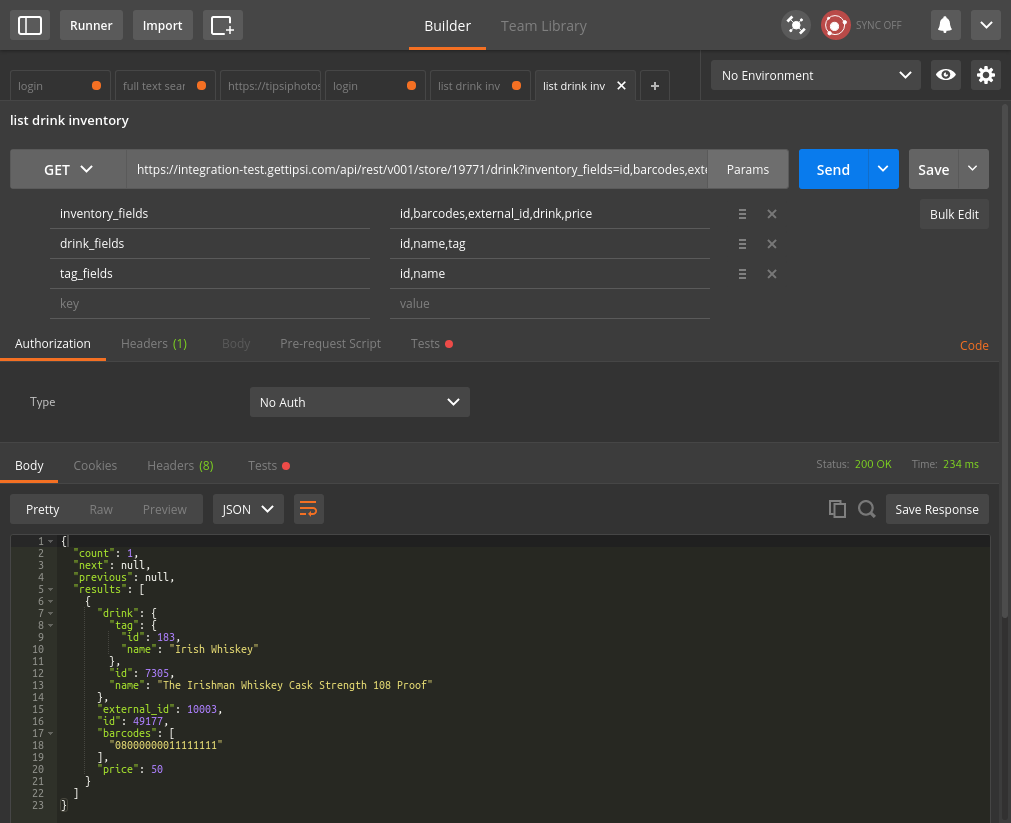 Runner
Import
Builder
Team Library
SYNC OFF
login
full text sear
https://tipsiphotos
login
list drink inv
list drink inv
+
No Environment
list drink inventory
GET
https://integration-test.gettipsi.com/api/rest/v001/store/19771/drink?inventory_fields=id,barcodes,exte
Params
Send
Save
inventory_fields id,barcodes,external_id,drink,price
Bulk Edit
drink_fields id,name,tag
tag_fields id,name
key value
Authorization Headers (1) Body Pre-request Script Tests
Code
Type No Auth
Body Cookies Headers (8) Tests
Status: 200 OK Time: 234 ms
Pretty Raw Preview JSON
Save Response
1 {
2 "count": 1,
3 "next": null,
4 "previous": null,
5 "results": [
6 {
7 "drink": {
8 "tag": {
9 "id": 183,
10 "name": "Irish Whiskey"
11 },
12 "id": 7305,
13 "name": "The Irishman Whiskey Cask Strength 108 Proof"
14 },
15 "external_id": 10003,
16 "id": 49177,
17 "barcodes": [
18 "08000000011111111"
19 ],
20 "price": 50
21 }
22 ]
23 }